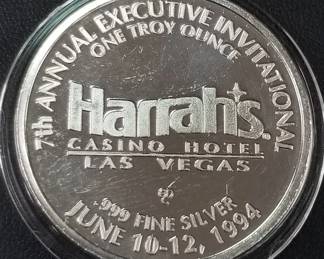 7th ANNUAL EXECUTIVE INVITATIONAL
ONE TROY OUNCE
Harrah's
CASINO HOTEL
LAS VEGAS
.999 FINE SILVER
JUNE 10-12, 1994